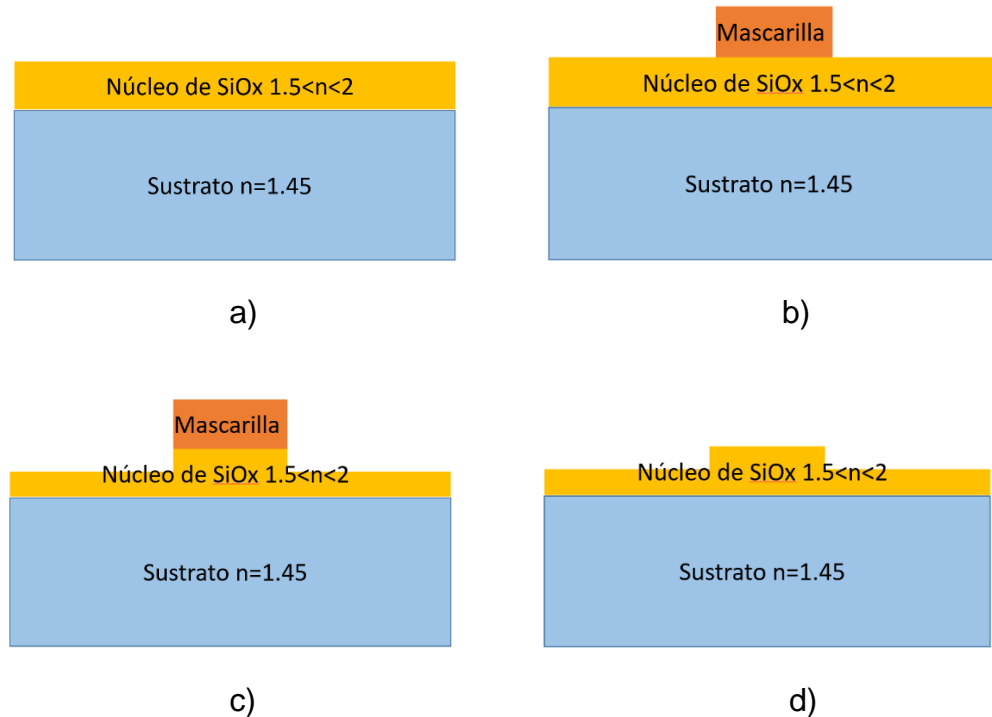 Núcleo de SiOx 1.5<n<2
Sustrato n=1.45
a)
Mascarilla
Núcleo de SiOx 1.5<n<2
Sustrato n=1.45
b)
Mascarilla
Núcleo de SiOx 1.5<n<2
Sustrato n=1.45
c)
Núcleo de SiOx 1.5<n<2
Sustrato n=1.45
d)